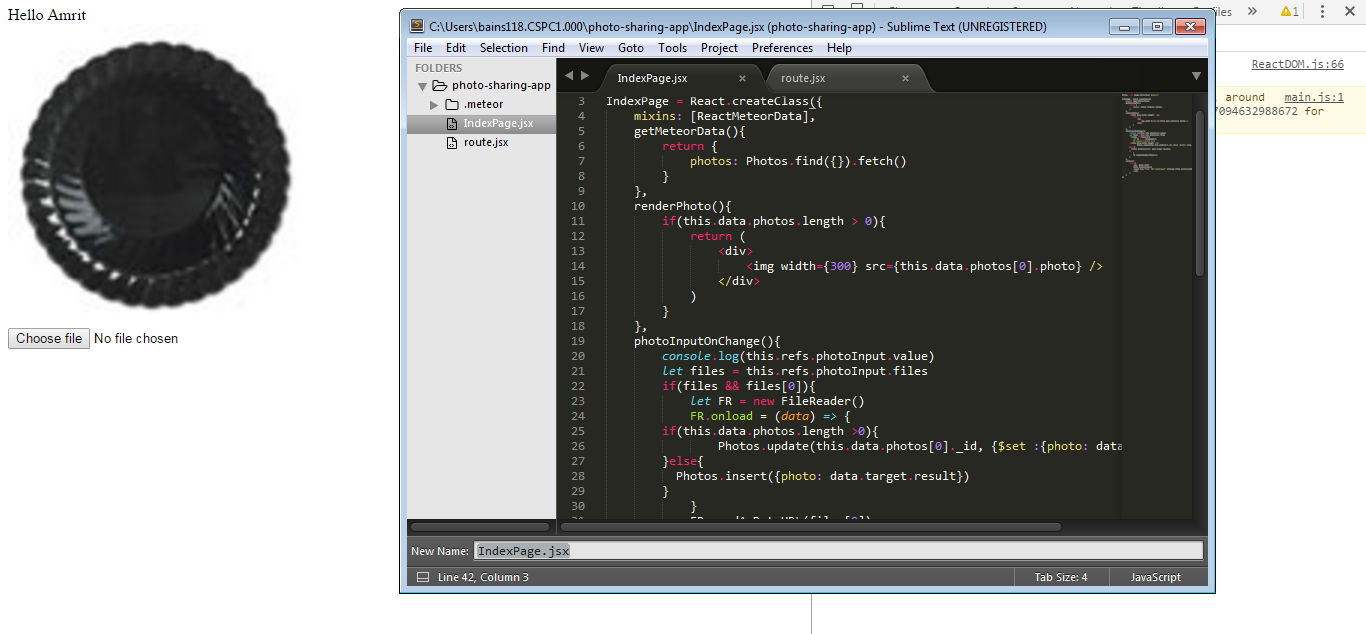 Hello Amrit
Choose file No file chosen
C:\Users\bains118.CSPC1.000\photo-sharing-app\IndexPage.jsx (photo-sharing-app) - Sublime Text (UNREGISTERED)
File Edit Selection Find View Goto Tools Project Preferences Help
FOLDERS
photo-sharing-app
.meteor
IndexPage.jsx
route.jsx
IndexPage.jsx × route.jsx ×
3 IndexPage = React.createClass({
4 mixins: [ReactMeteorData],
5 getMeteorData(){
6 return {
7 photos: Photos.find({}).fetch()
8 }
9 },
10 renderPhoto(){
11 if(this.data.photos.length > 0){
12 return (
13 <div>
14 <img width={300} src={this.data.photos[0].photo} />
15 </div>
16 )
17 }
18 },
19 photoInputOnChange(){
20 console.log(this.refs.photoInput.value)
21 let files = this.refs.photoInput.files
22 if(files && files[0]){
23 let FR = new FileReader()
24 FR.onload = (data) => {
25 if(this.data.photos.length >0){
26 Photos.update(this.data.photos[0]._id, {$set :{photo: data
27 }else{
28 Photos.insert({photo: data.target.result})
29 }
30 }
New Name: IndexPage.jsx
Line 42, Column 3 Tab Size: 4 JavaScript
files » 1
ReactDOM.js:66
around main.js:1
7094632988672 for